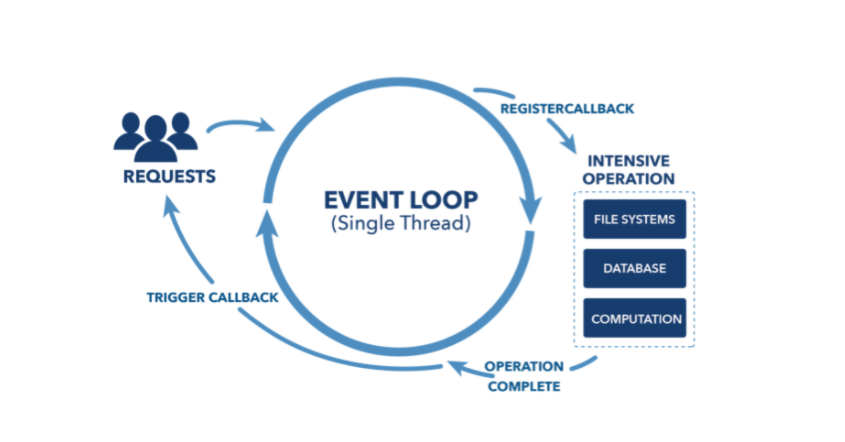 REGISTERCALLBACK
REQUESTS
INTENSIVE
OPERATION
EVENT LOOP
(Single Thread)
FILE SYSTEMS
DATABASE
COMPUTATION
TRIGGER CALLBACK
OPERATION
COMPLETE